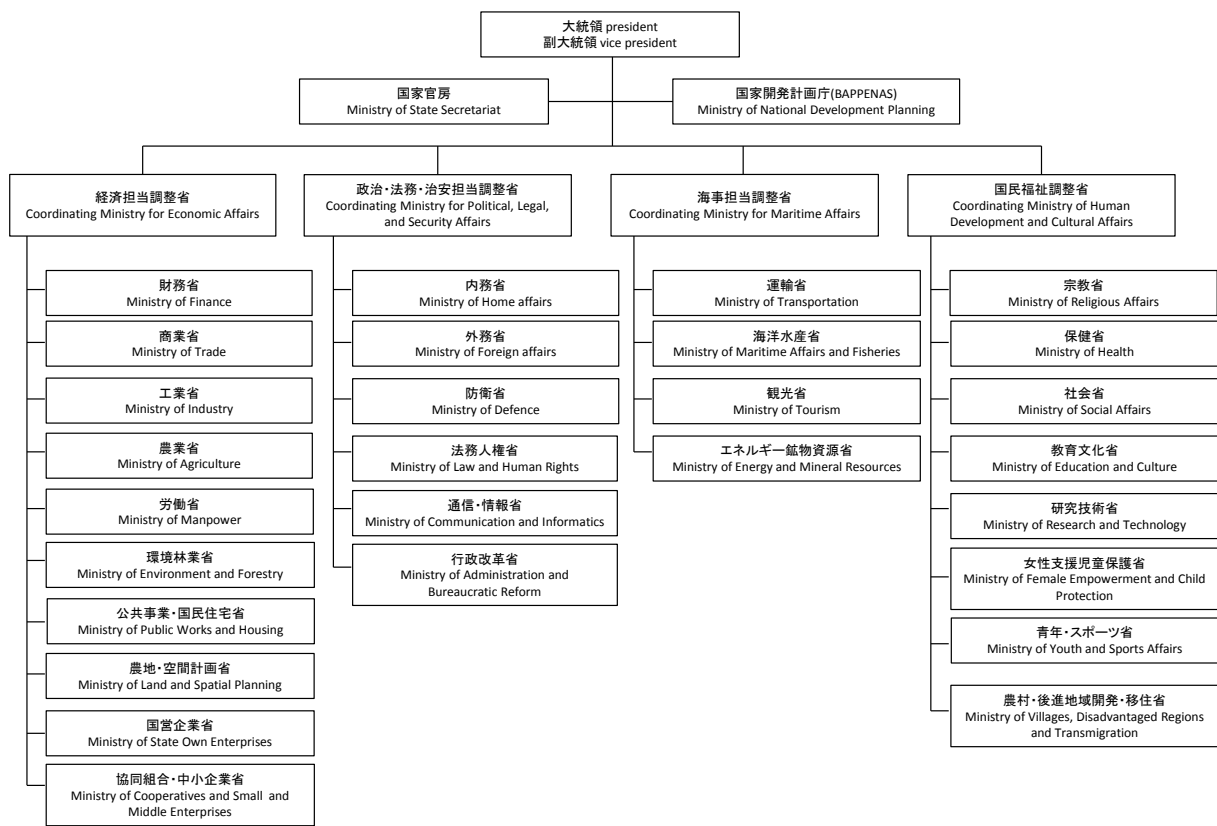 大統領 president
副大統領 vice president
国家官房
Ministry of State Secretariat
国家開発計画庁(BAPPENAS)
Ministry of National Development Planning
経済担当調整省
Coordinating Ministry for Economic Affairs
政治・法務・治安担当調整省
Coordinating Ministry for Political, Legal,
and Security Affairs
海事担当調整省
Coordinating Ministry for Maritime Affairs
国民福祉調整省
Coordinating Ministry of Human
Development and Cultural Affairs
財務省
Ministry of Finance
商業省
Ministry of Trade
工業省
Ministry of Industry
農業省
Ministry of Agriculture
労働省
Ministry of Manpower
環境林業省
Ministry of Environment and Forestry
公共事業・国民住宅省
Ministry of Public Works and Housing
農地・空間計画省
Ministry of Land and Spatial Planning
国営企業省
Ministry of State Own Enterprises
協同組合・中小企業省
Ministry of Cooperatives and Small and
Middle Enterprises
内務省
Ministry of Home affairs
外務省
Ministry of Foreign affairs
防衛省
Ministry of Defence
法務人権省
Ministry of Law and Human Rights
通信・情報省
Ministry of Communication and Informatics
行政改革省
Ministry of Administration and
Bureaucratic Reform
運輸省
Ministry of Transportation
海洋水産省
Ministry of Maritime Affairs and Fisheries
観光省
Ministry of Tourism
エネルギー鉱物資源省
Ministry of Energy and Mineral Resources
宗教省
Ministry of Religious Affairs
保健省
Ministry of Health
社会省
Ministry of Social Affairs
教育文化省
Ministry of Education and Culture
研究技術省
Ministry of Research and Technology
女性支援児童保護省
Ministry of Female Empowerment and Child
Protection
青年・スポーツ省
Ministry of Youth and Sports Affairs
農村・後進地域開発・移住省
Ministry of Villages, Disadvantaged Regions
and Transmigration